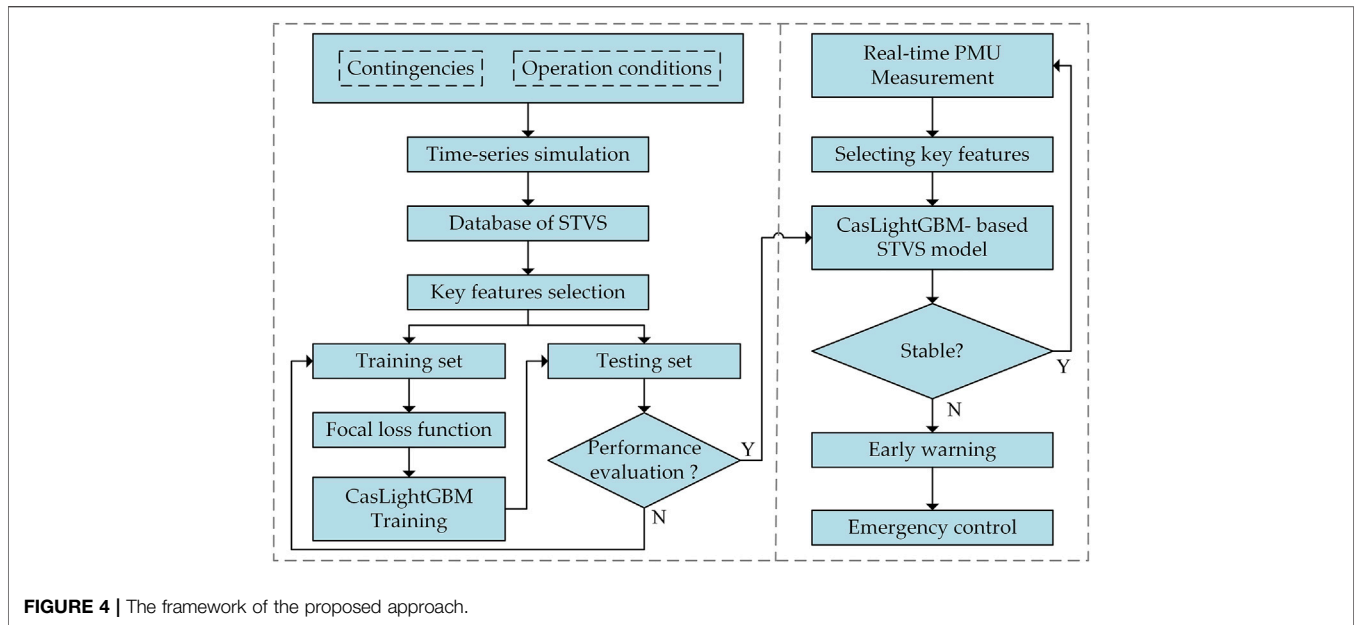 Contingencies
Operation conditions
Time-series simulation
Database of STVS
Key features selection
Training set
Testing set
Focal loss function
CasLightGBM
Training
Performance
evaluation ?
Y
N
Real-time PMU
Measurement
Selecting key features
CasLightGBM- based
STVS model
Stable?
Y
N
Early warning
Emergency control
FIGURE 4 | The framework of the proposed approach.